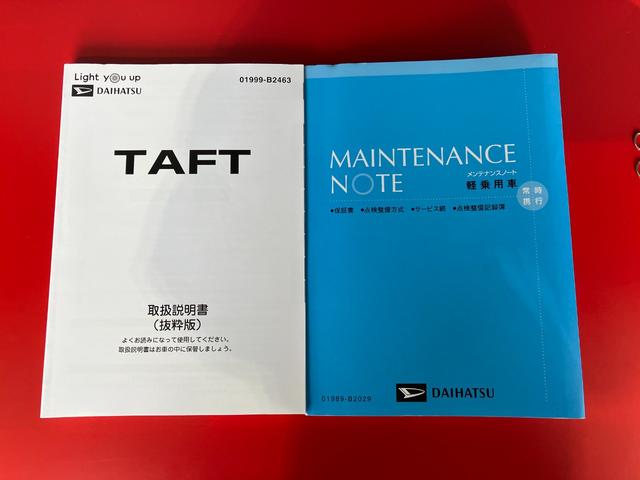 Light you up
DAIHATSU
01999-B2463
TAFT
取扱説明書
（抜粋版）
よくお読みになって使用してください。
取扱説明書はお車の中に保管しましょう。
MAINTENANCE
NOTE
メンテナンスノート
軽乗用車
常時
携行
●保証書 ●点検整備方式 ●サービス網 ●点検整備記録簿
01989-B2029
DAIHATSU